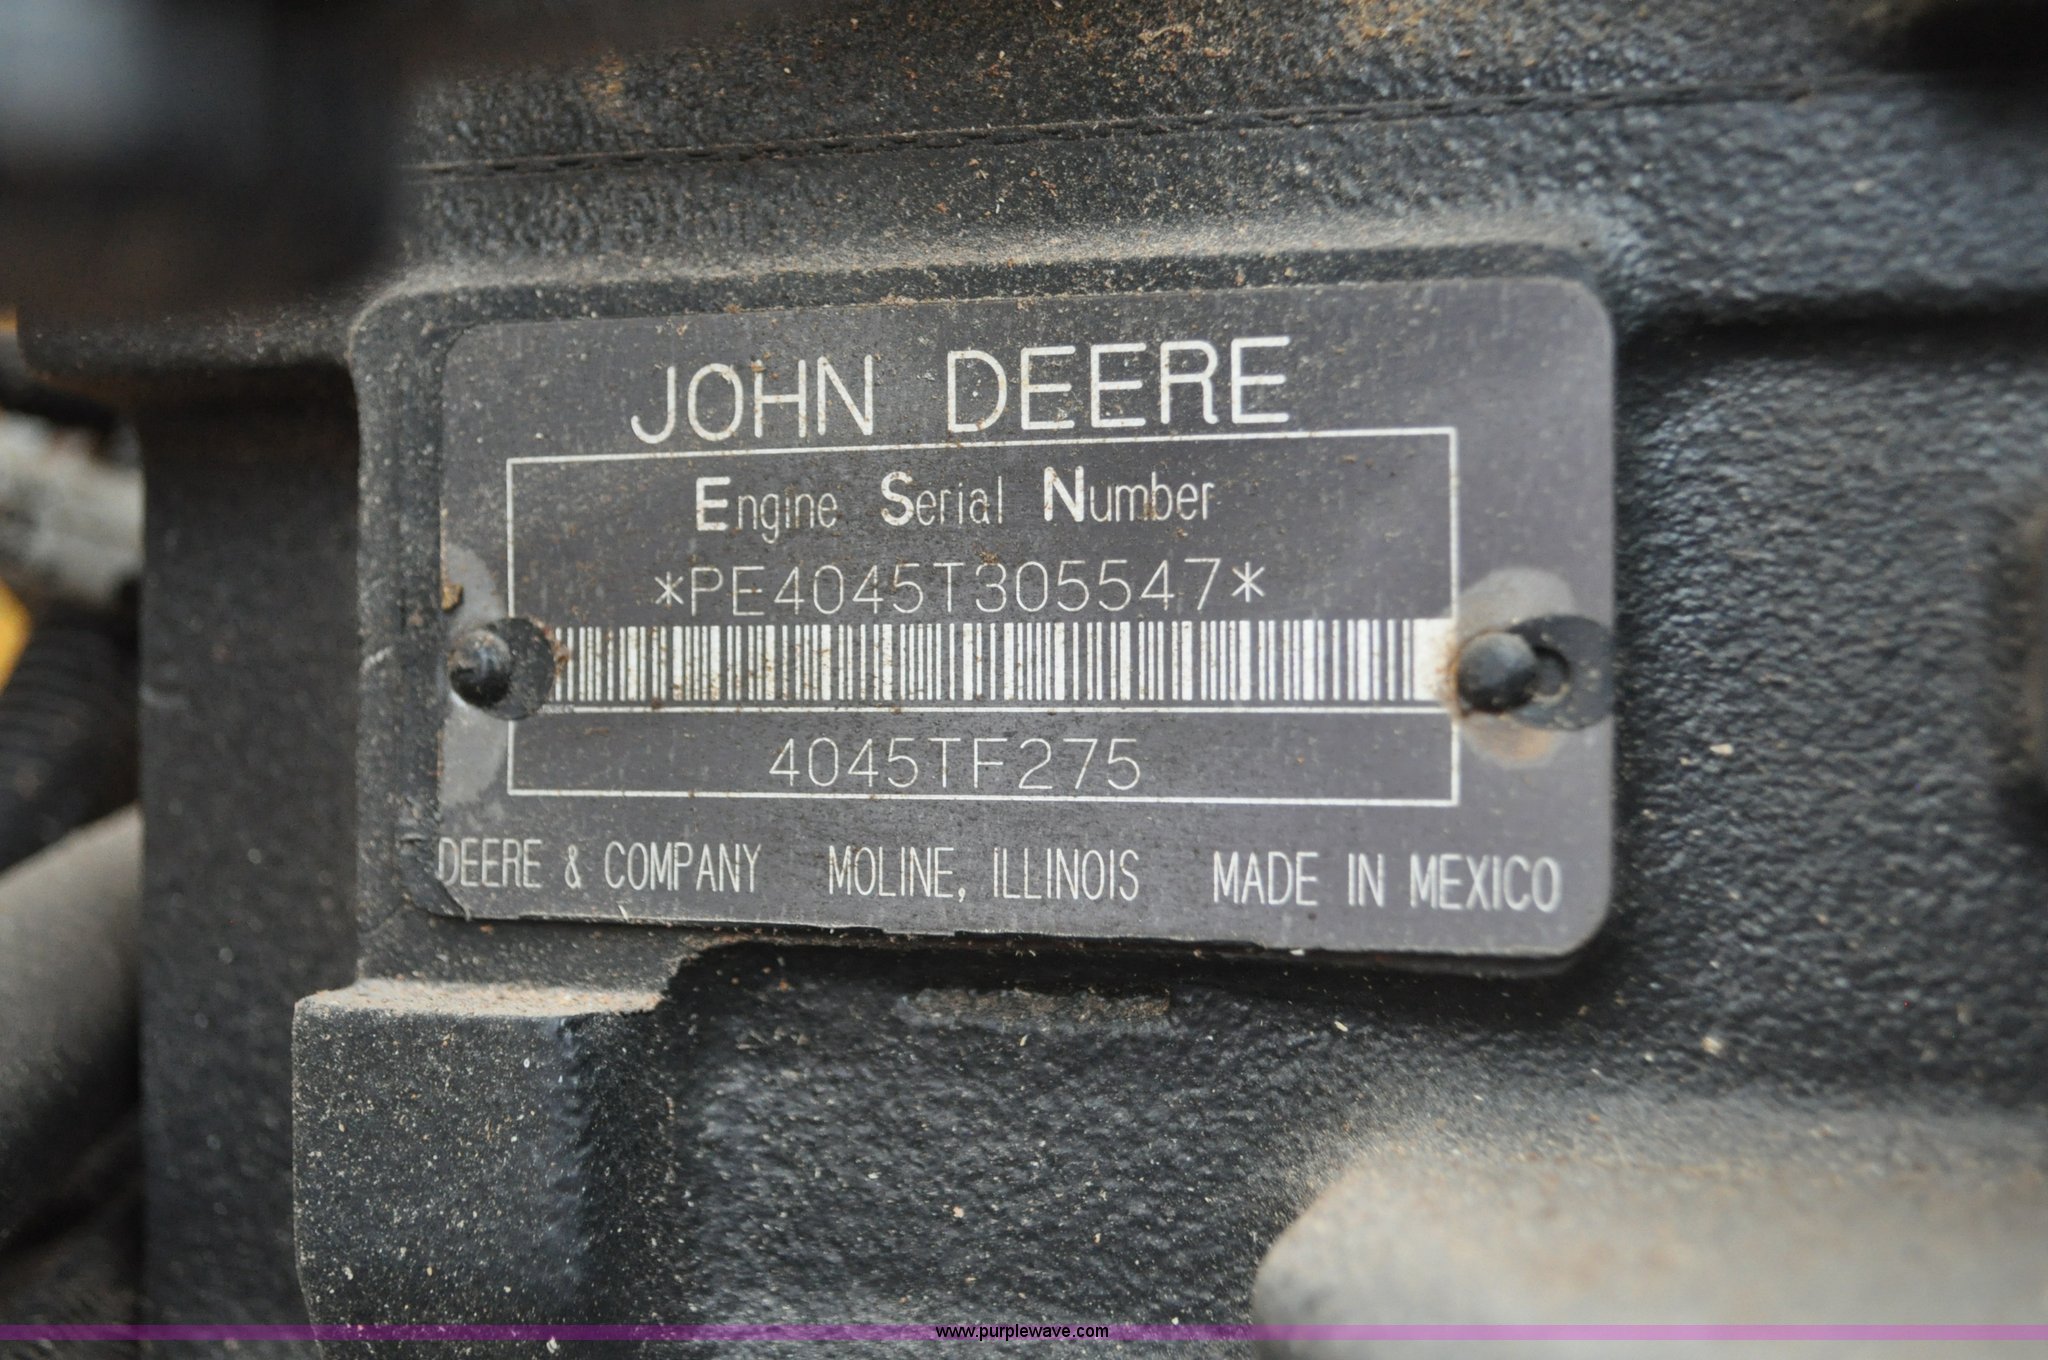 JOHN DEERE
Engine Serial Number
*PE4045T305547*
4045TF275
DEERE & COMPANY MOLINE, ILLINOIS MADE IN MEXICO
www.purplewave.com